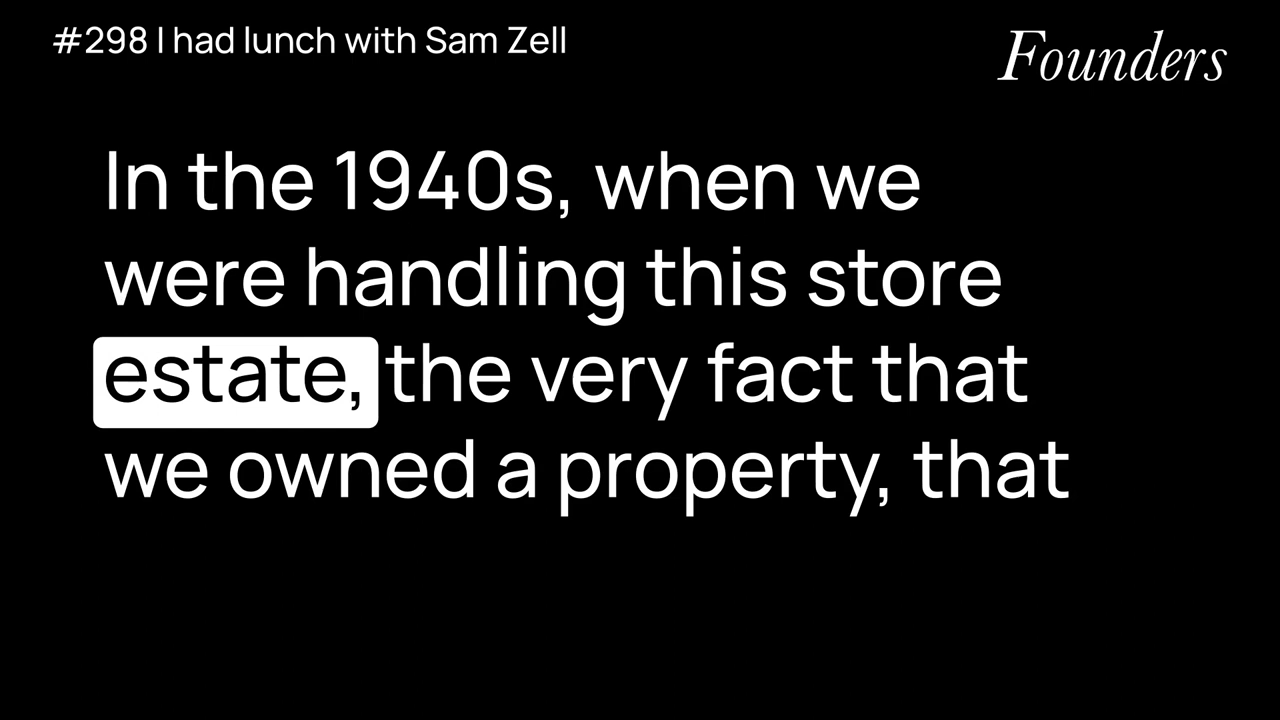 #298 I had lunch with Sam Zell
Founders
In the 1940s, when we
were handling this store
estate, the very fact that
we owned a property, that